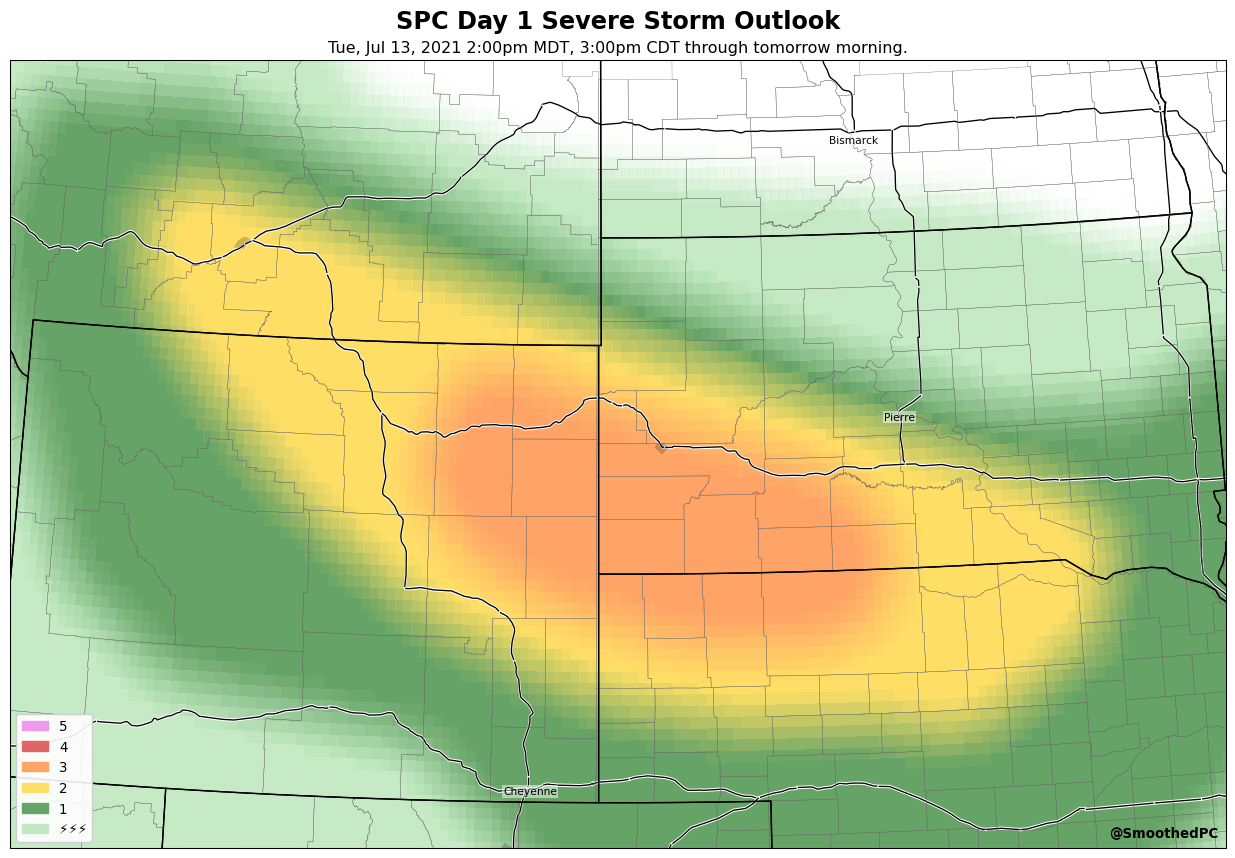 SPC Day 1 Severe Storm Outlook
Tue, Jul 13, 2021 2:00pm MDT, 3:00pm CDT through tomorrow morning.
Bismarck
Pierre
Cheyenne
5
4
3
2
1
⚡⚡⚡
@SmoothedPC